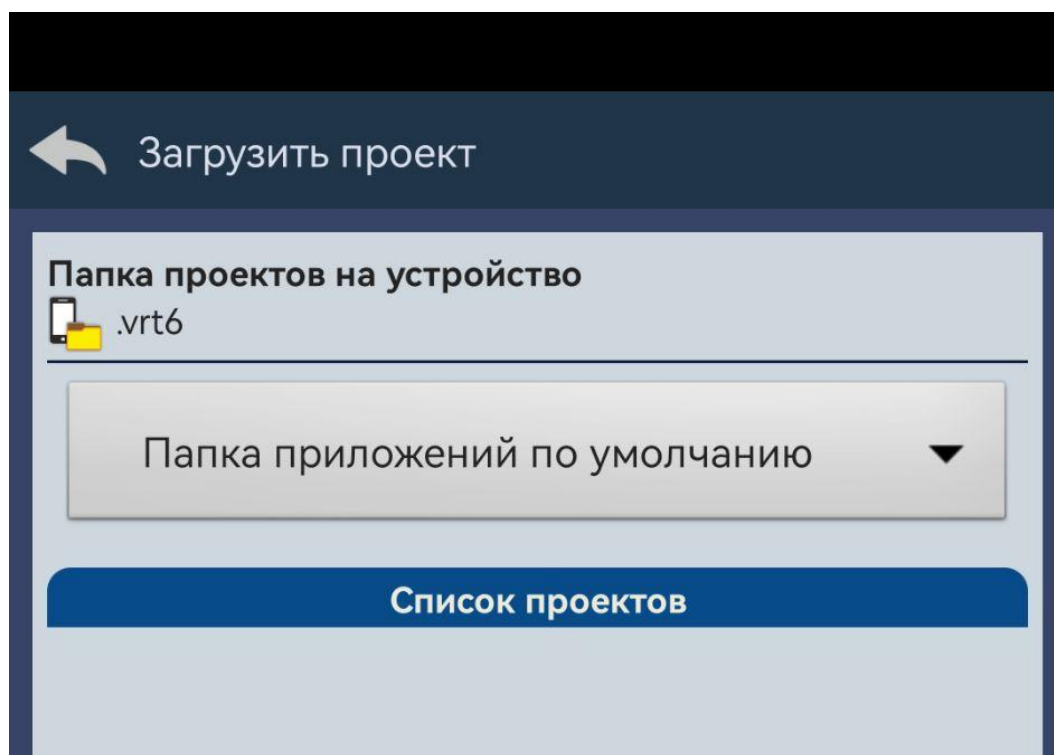 Загрузить проект
Папка проектов на устройство
.vrt6
Папка приложений по умолчанию
Список проектов